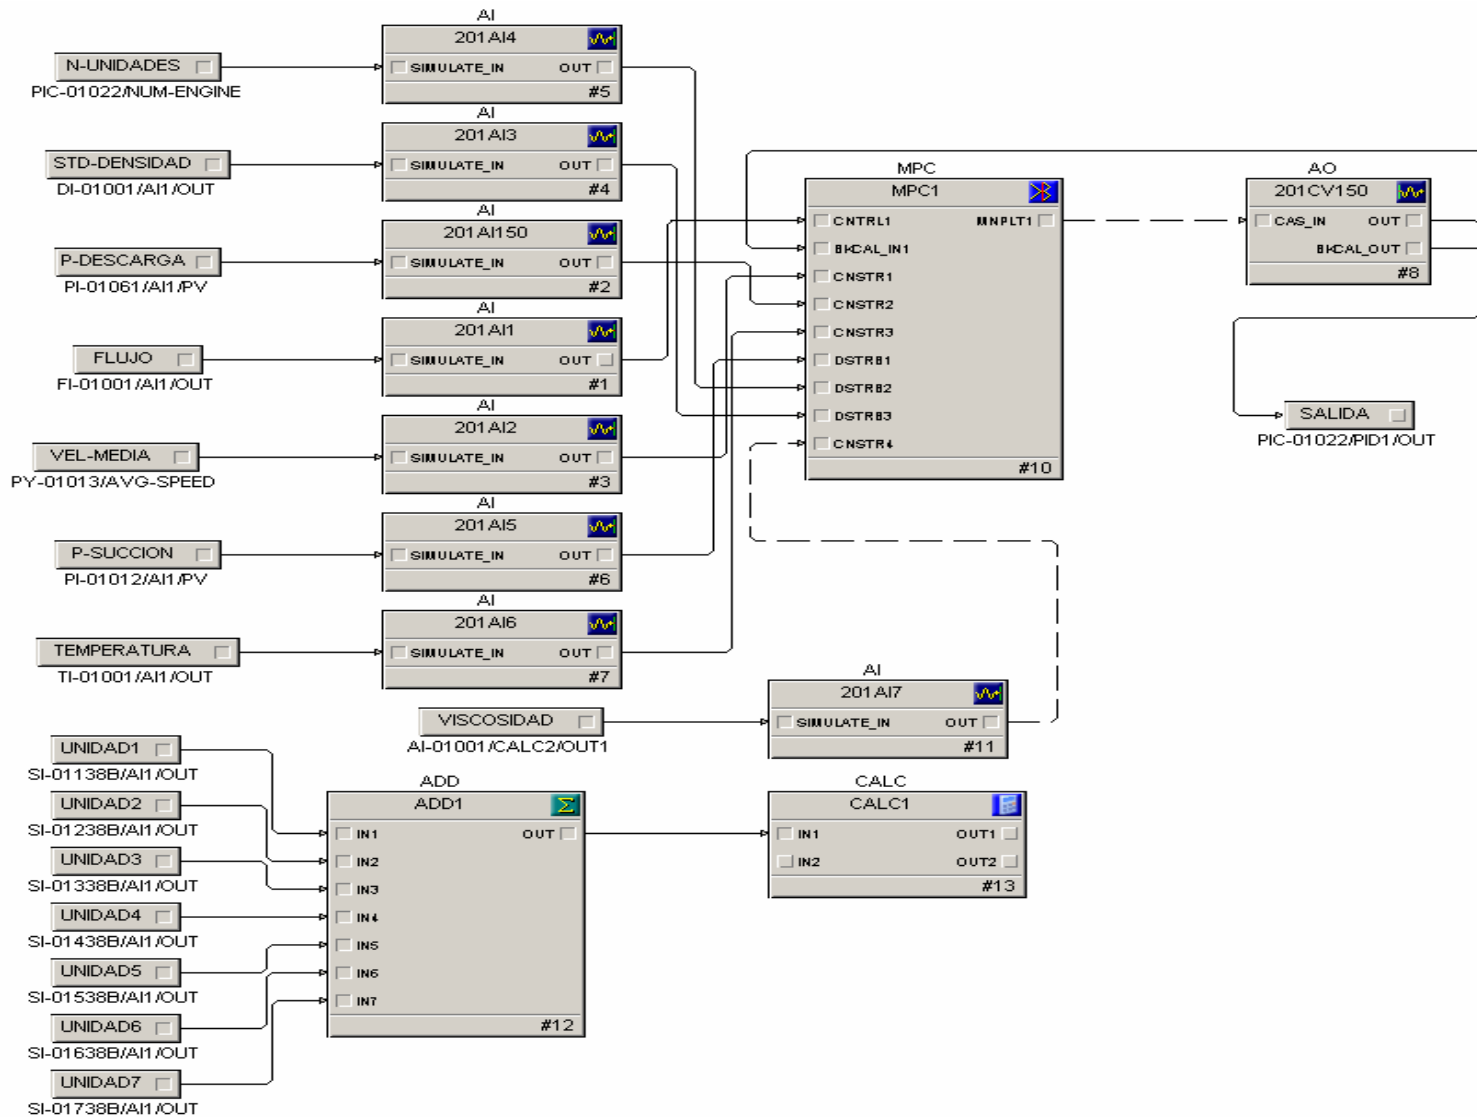 AI
201AI4
N-UNIDADES
SIMULATE_IN OUT
PIC-01022/NUM-ENGINE
#5
AI
201AI3
STD-DENSIDAD
SIMULATE_IN OUT
DI-01001/AI1/OUT
#4
AI
201AI150
P-DESCARGA
SIMULATE_IN OUT
PI-01061/AI1/PV
#2
AI
201AI1
FLUJO
SIMULATE_IN OUT
FI-01001/AI1/OUT
#1
AI
201AI2
VEL-MEDIA
SIMULATE_IN OUT
PY-01013/AVG-SPEED
#3
AI
201AI5
P-SUCCION
SIMULATE_IN OUT
PI-01012/AI1/PV
#6
AI
201AI6
TEMPERATURA
SIMULATE_IN OUT
TI-01001/AI1/OUT
#7
MPC
MPC1
CNTRL1 MNPLT1
BKCAL_IN1
CNSTR1
CNSTR2
CNSTR3
DSTRB1
DSTRB2
DSTRB3
CNSTR4
#10
AO
201CV150
CAS_IN OUT
BKCAL_OUT
#8
SALIDA
PIC-01022/PID1/OUT
AI
201AI7
VISCOSIDAD
SIMULATE_IN OUT
AI-01001/CALC2/OUT1
#11
UNIDAD1
SI-01138B/AI1/OUT
UNIDAD2
SI-01238B/AI1/OUT
UNIDAD3
SI-01338B/AI1/OUT
UNIDAD4
SI-01438B/AI1/OUT
UNIDAD5
SI-01538B/AI1/OUT
UNIDAD6
SI-01638B/AI1/OUT
UNIDAD7
SI-01738B/AI1/OUT
ADD
ADD1
Σ
IN1 OUT
IN2
IN3
IN4
IN5
IN6
IN7
#12
CALC
CALC1
IN1 OUT1
IN2 OUT2
#13